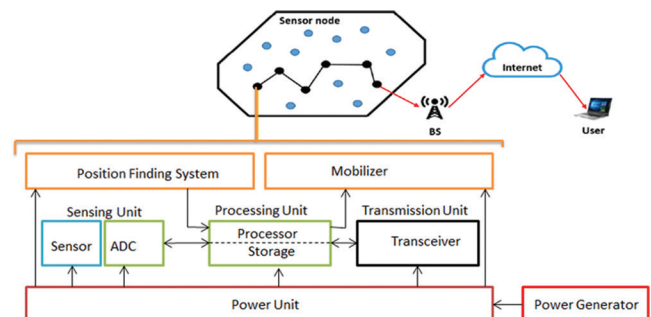 Sensor node
Internet
BS
User
Position Finding System
Mobilizer
Sensing Unit
Processing Unit
Transmission Unit
Sensor
ADC
Processor
Storage
Transceiver
Power Unit
Power Generator